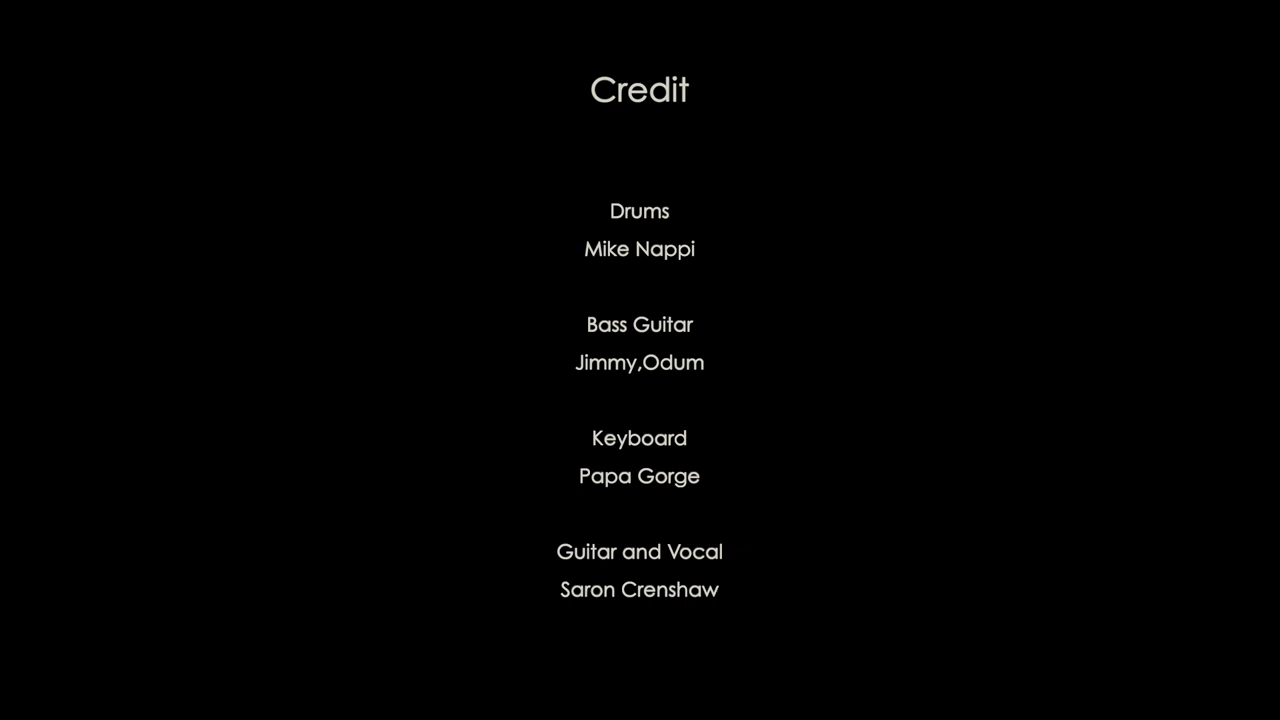 Credit
Drums
Mike Nappi
Bass Guitar
Jimmy,Odum
Keyboard
Papa Gorge
Guitar and Vocal
Saron Crenshaw